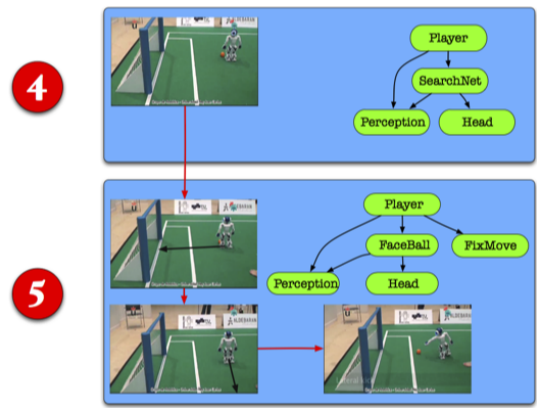 4
Player
SearchNet
Perception
Head
5
Player
FaceBall
FixMove
Perception
Head